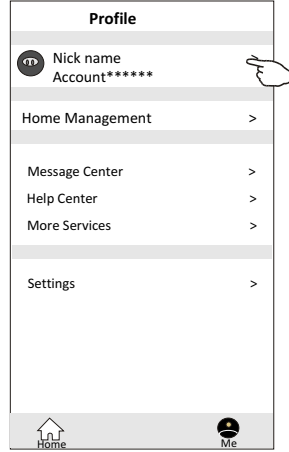 Profile
Nick name
Account******
Home Management >
Message Center >
Help Center >
More Services >
Settings >
Home Me